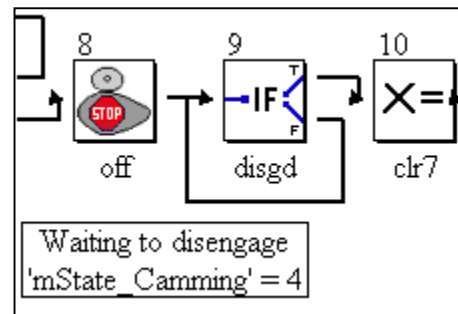 8 9 10
STOP IF T F X=
off disgd clr7
Waiting to disengage
'mState_Camming' = 4